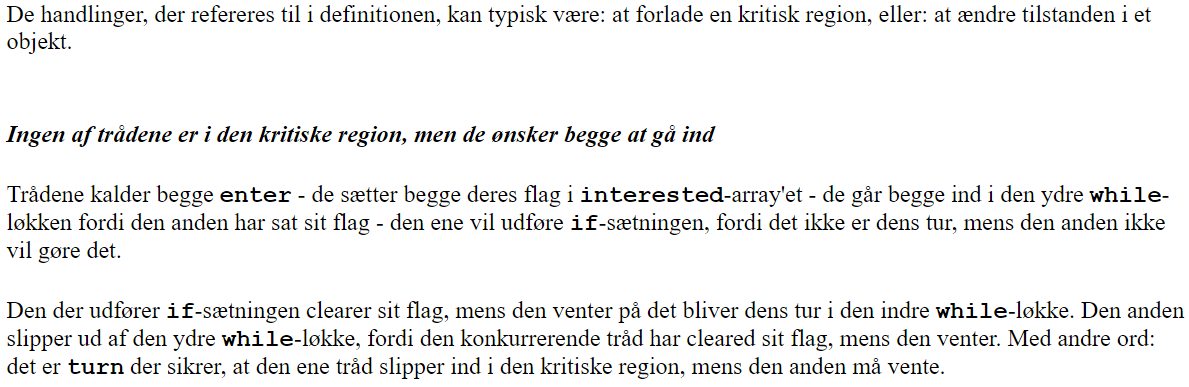 De handlinger, der refereres til i definitionen, kan typisk være: at forlade en kritisk region, eller: at ændre tilstanden i et
objekt.
Ingen af trådene er i den kritiske region, men de ønsker begge at gå ind
Trådene kalder begge enter - de sætter begge deres flag i interested-array'et - de går begge ind i den ydre while-
løkken fordi den anden har sat sit flag - den ene vil udføre if-sætningen, fordi det ikke er dens tur, mens den anden ikke
vil gøre det.
Den der udfører if-sætningen clearer sit flag, mens den venter på det bliver dens tur i den indre while-løkke. Den anden
slipper ud af den ydre while-løkke, fordi den konkurrerende tråd har cleared sit flag, mens den venter. Med andre ord:
det er turn der sikrer, at den ene tråd slipper ind i den kritiske region, mens den anden må vente.